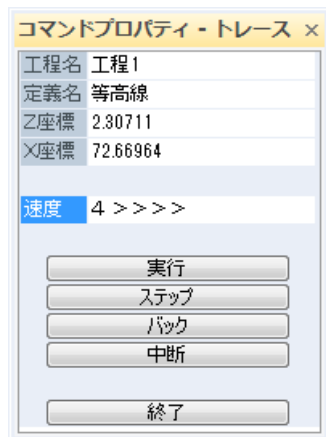 コマンドプロパティ - トレース ×
工程名 工程1
定義名 等高線
Z座標 2.30711
X座標 72.66964
速度 4 >>>>
実行
ステップ
バック
中断
終了